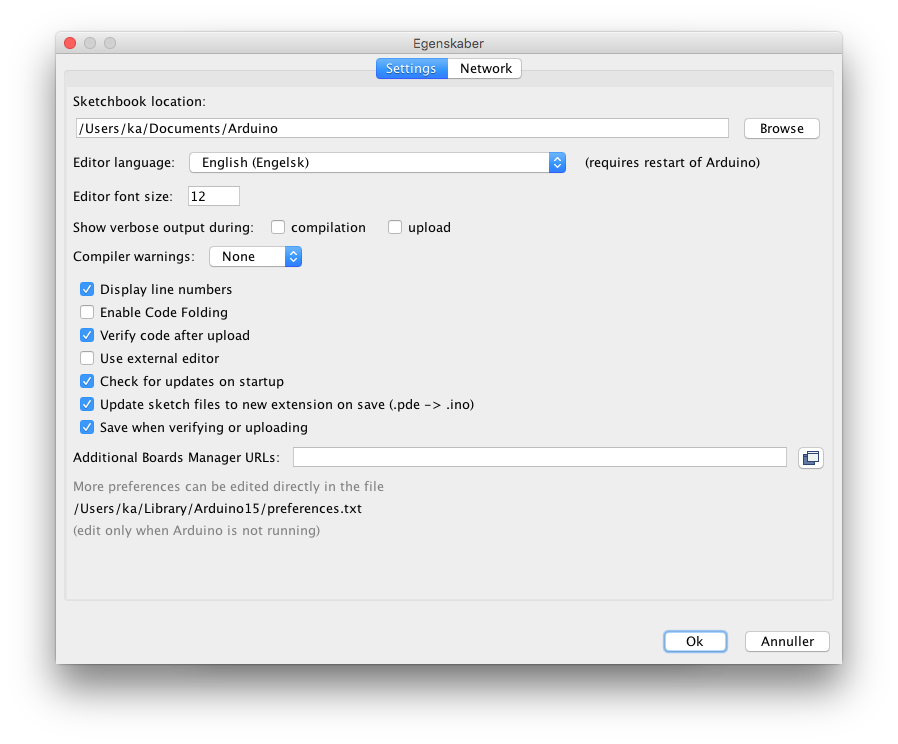 Egenskaber
Settings Network
Sketchbook location:
/Users/ka/Documents/Arduino Browse
Editor language: English (Engelsk) (requires restart of Arduino)
Editor font size: 12
Show verbose output during: compilation upload
Compiler warnings: None
Display line numbers
Enable Code Folding
Verify code after upload
Use external editor
Check for updates on startup
Update sketch files to new extension on save (.pde -> .ino)
Save when verifying or uploading
Additional Boards Manager URLs:
More preferences can be edited directly in the file
/Users/ka/Library/Arduino15/preferences.txt
(edit only when Arduino is not running)
Ok Annuller